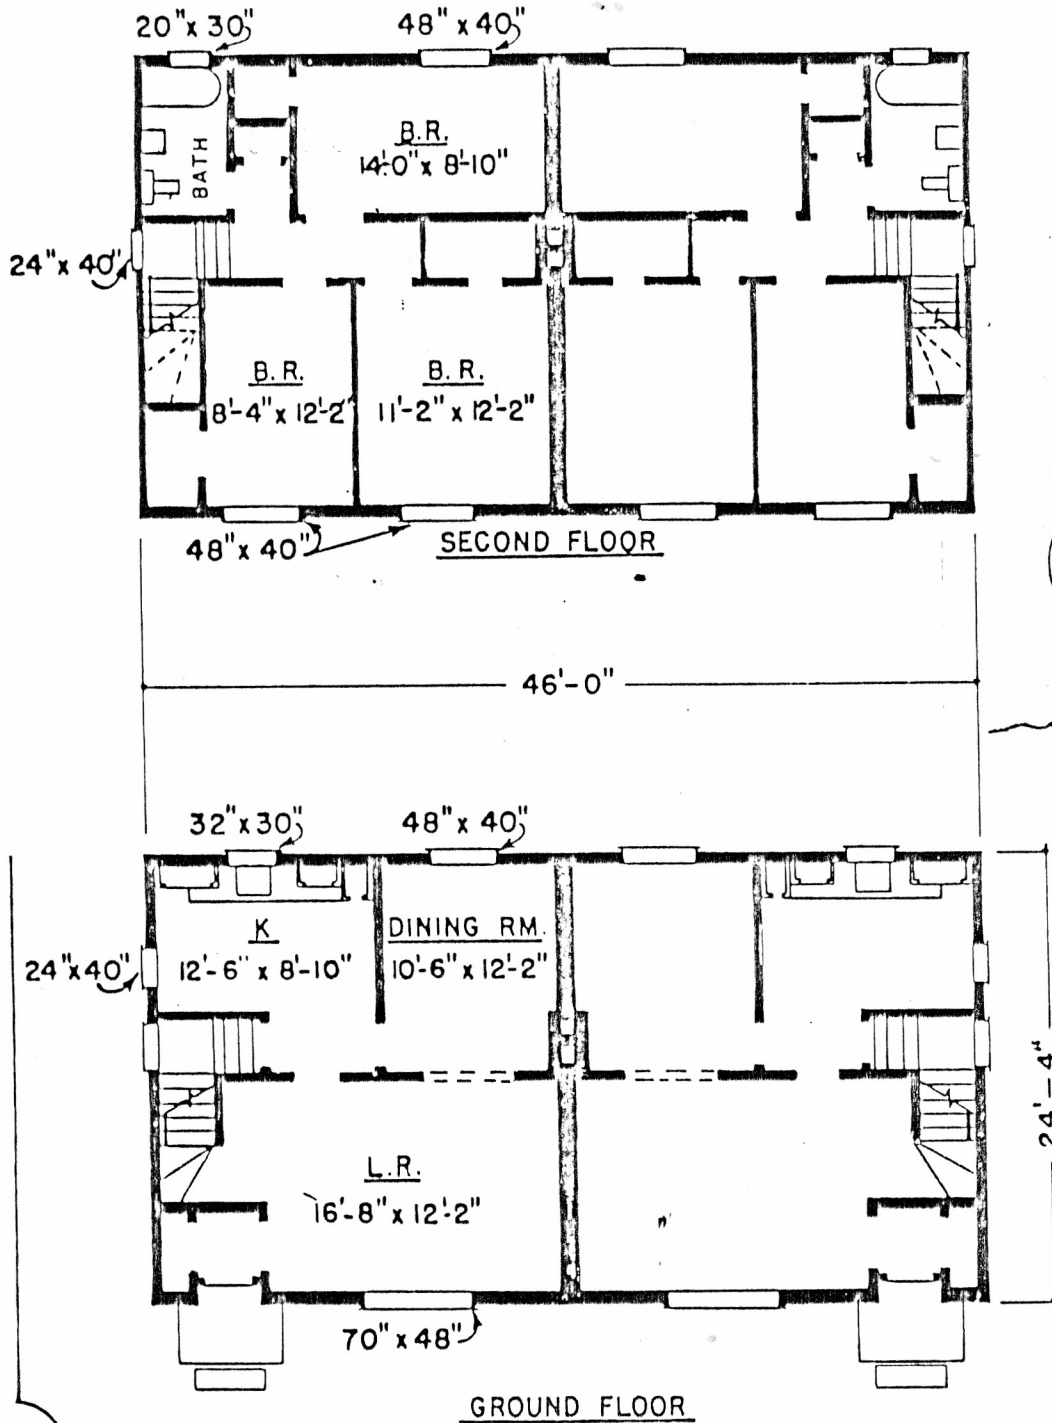 20"x 30"
48"x 40"
B.R.
14'-0" x 8'-10"
BATH
24"x 40"
B.R.
8'-4" x 12'-2"
B.R.
11'-2" x 12'-2"
48"x 40"
SECOND FLOOR
46'-0"
32"x 30"
48"x 40"
K
12'-6" x 8'-10"
DINING RM.
10'-6" x 12'-2"
24"x 40"
24'-4"
L.R.
16'-8" x 12'-2"
70"x 48"
GROUND FLOOR